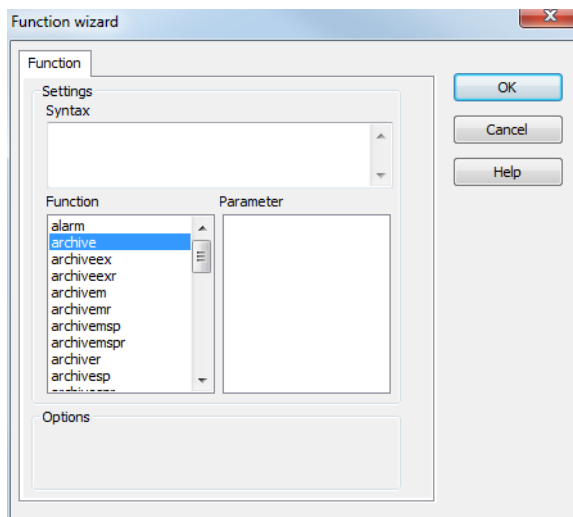 Function wizard
X
Function
Settings
Syntax
Function
Parameter
alarm
archive
archiveex
archiveexr
archivem
archivemr
archivemsp
archivemspr
archiver
archivesp
Options
OK
Cancel
Help